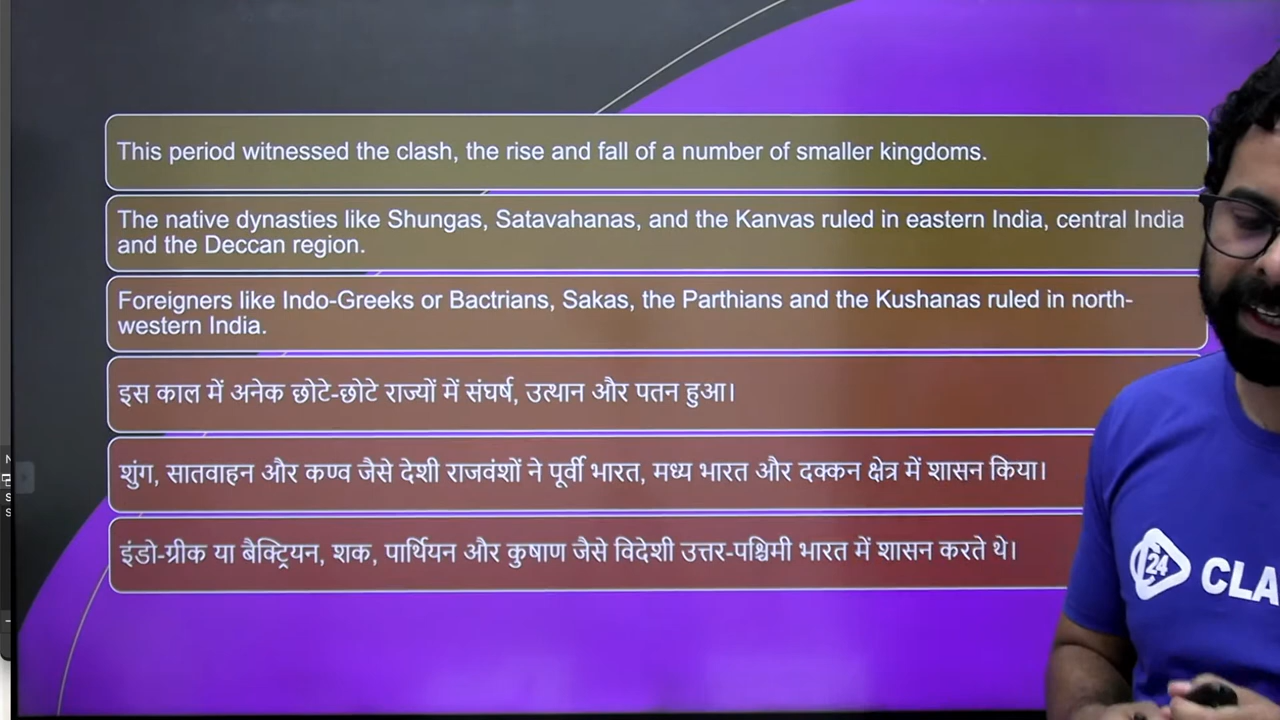 This period witnessed the clash, the rise and fall of a number of smaller kingdoms.
The native dynasties like Shungas, Satavahanas, and the Kanvas ruled in eastern India, central India
and the Deccan region.
Foreigners like Indo-Greeks or Bactrians, Sakas, the Parthians and the Kushanas ruled in north-
western India.
इस काल में अनेक छोटे-छोटे राज्यों में संघर्ष, उत्थान और पतन हुआ।
शुंग, सातवाहन और कण्व जैसे देशी राजवंशों ने पूर्वी भारत, मध्य भारत और दक्कन क्षेत्र में शासन किया।
इंडो-ग्रीक या बैक्ट्रियन, शक, पार्थियन और कुषाण जैसे विदेशी उत्तर-पश्चिमी भारत में शासन करते थे।
24
CLA